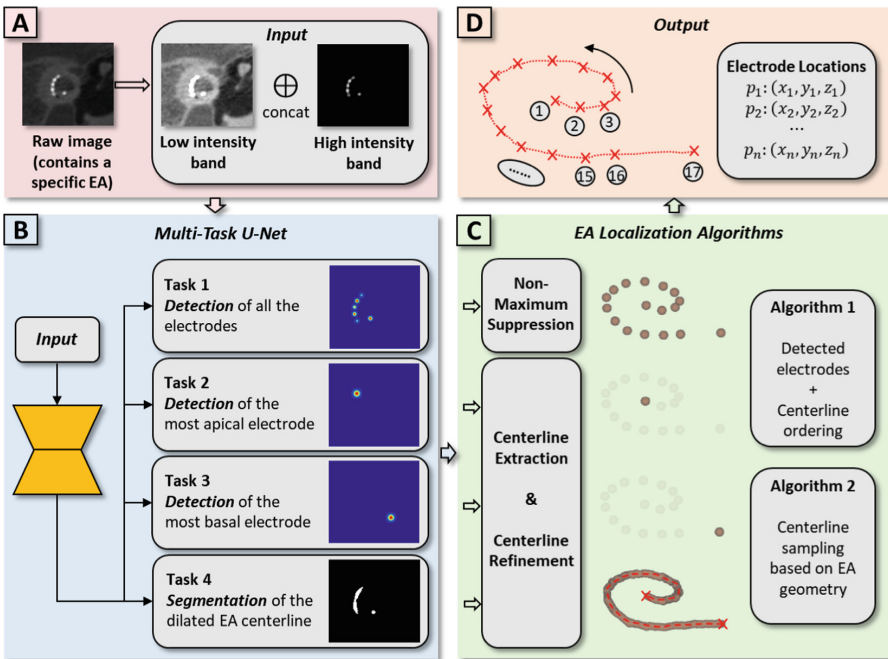 A
Input
concat
Raw image
(contains a
specific EA)
Low intensity
band
High intensity
band
B
Multi-Task U-Net
Input
Task 1
Detection of all the
electrodes
Task 2
Detection of the
most apical electrode
Task 3
Detection of the
most basal electrode
Task 4
Segmentation of the
dilated EA centerline
C
EA Localization Algorithms
Non-
Maximum
Suppression
Centerline
Extraction
&
Centerline
Refinement
Algorithm 1
Detected
electrodes
+
Centerline
ordering
Algorithm 2
Centerline
sampling
based on EA
geometry
D
Output
1
2
3
......
15
16
17
Electrode Locations
p₁: (x₁, y₁, z₁)
p₂: (x₂, y₂, z₂)
...
pₙ: (xₙ, yₙ, zₙ)